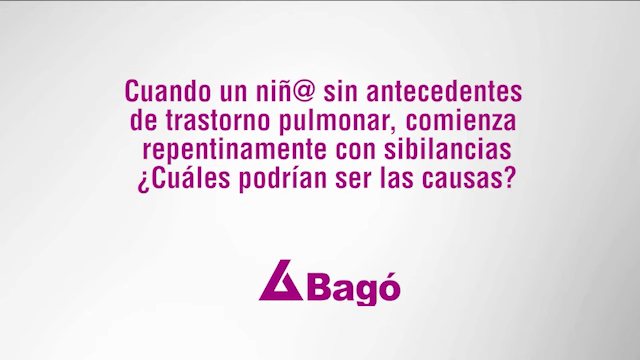 Cuando un niñ@ sin antecedentes
de trastorno pulmonar, comienza
repentinamente con sibilancias
¿Cuáles podrían ser las causas?
Bagó